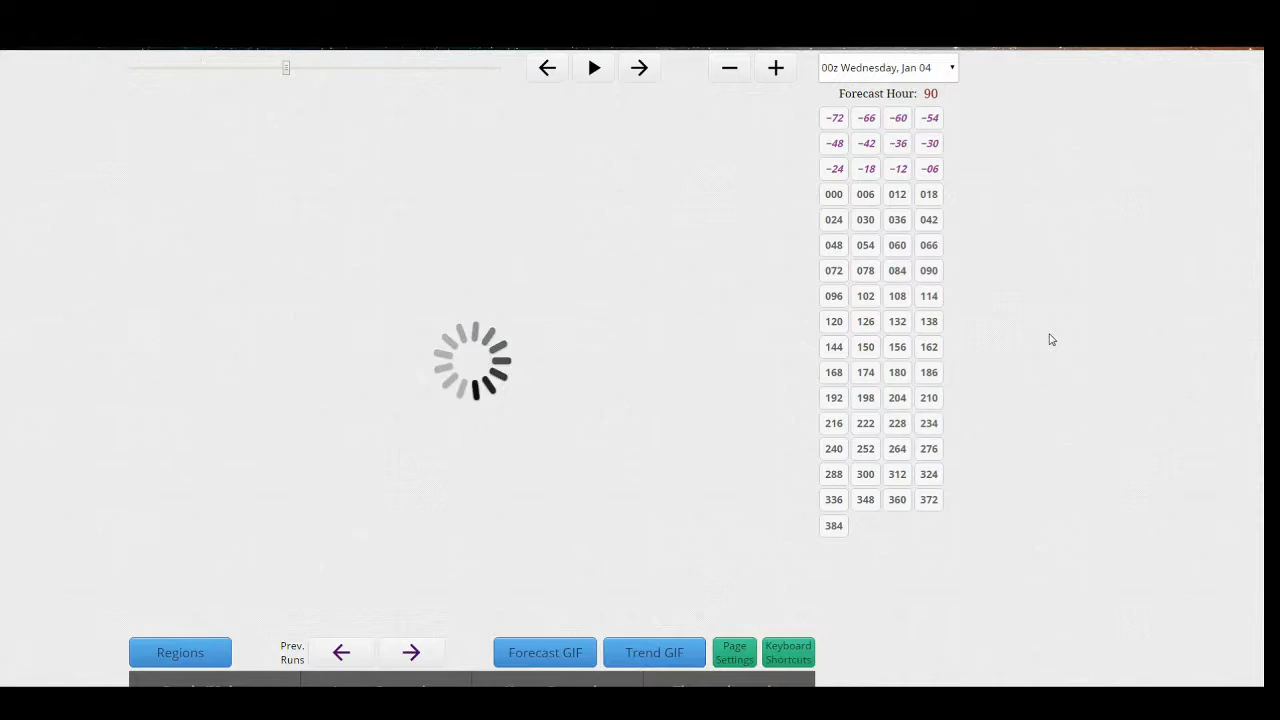 00z Wednesday, Jan 04
Forecast Hour: 90
-72 -66 -60 -54
-48 -42 -36 -30
-24 -18 -12 -06
000 006 012 018
024 030 036 042
048 054 060 066
072 078 084 090
096 102 108 114
120 126 132 138
144 150 156 162
168 174 180 186
192 198 204 210
216 222 228 234
240 252 264 276
288 300 312 324
336 348 360 372
384
Regions
Prev.
Runs
Forecast GIF
Trend GIF
Page
Settings
Keyboard
Shortcuts